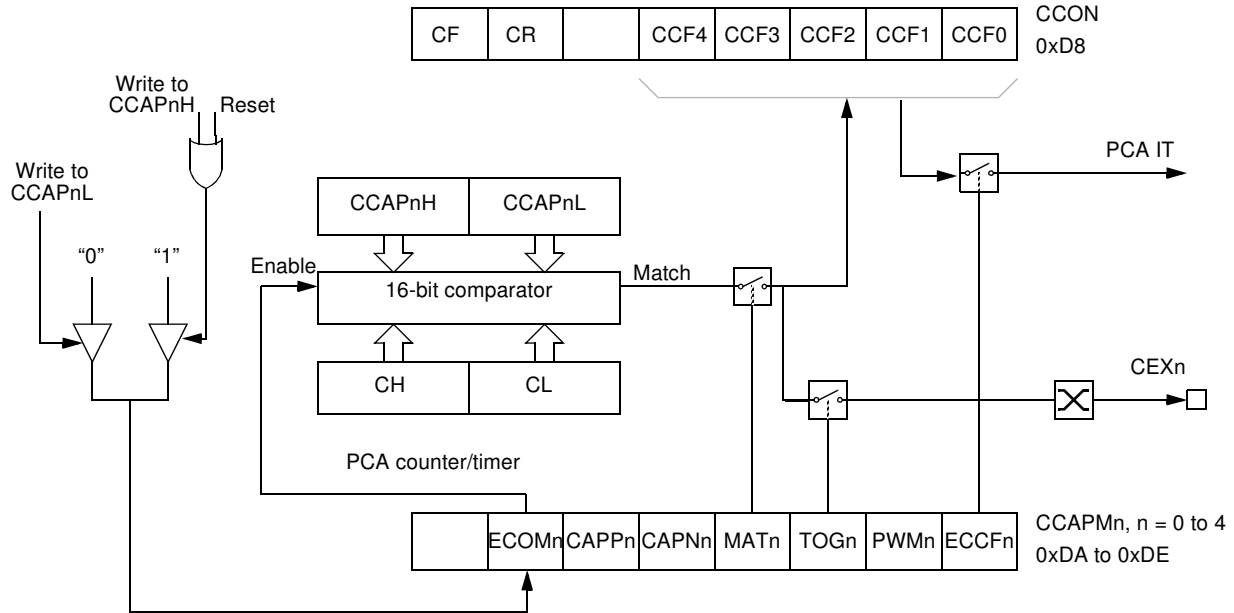 CF CR CCF4 CCF3 CCF2 CCF1 CCF0
CCON
0xD8
Write to
CCAPnH
Reset
Write to
CCAPnL
PCA IT
CCAPnH CCAPnL
“0” “1”
Enable
16-bit comparator
Match
CH CL
CEXn
PCA counter/timer
ECOMn CAPPn CAPNn MATn TOGn PWMn ECCFn
CCAPMn, n = 0 to 4
0xDA to 0xDE